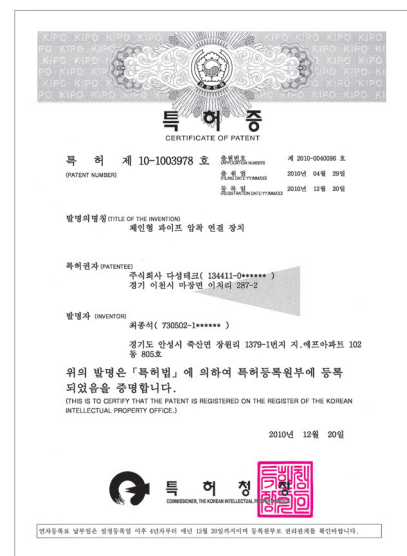 KIPO KIPO KIPO KIPO KIPO KI
특 허 증
CERTIFICATE OF PATENT
특 허 제 10-1003978 호
(PATENT NUMBER)
출원번호 제 2010-0040096 호
(APPLICATION NUMBER)
출 원 일 2010년 04월 29일
(FILING DATE:YY/MM/DD)
등 록 일 2010년 12월 20일
(REGISTRATION DATE:YY/MM/DD)
발명의명칭 (TITLE OF THE INVENTION)
체인형 파이프 압착 연결 장치
특허권자 (PATENTEE)
주식회사 다성테크( 134411-0****** )
경기 이천시 마장면 이치리 287-2
발명자 (INVENTOR)
최종석( 730502-1****** )
경기도 안성시 죽산면 장원리 1379-1번지 지.에프아파트 102
동 805호
위의 발명은 「특허법」에 의하여 특허등록원부에 등록
되었음을 증명합니다.
(THIS IS TO CERTIFY THAT THE PATENT IS REGISTERED ON THE REGISTER OF THE KOREAN
INTELLECTUAL PROPERTY OFFICE.)
2010년 12월 20일
특 허 청 장
COMMISSIONER, THE KOREAN INTELLECTUAL PROPERTY OFFICE
연차등록료 납부일은 설정등록일 이후 4년차부터 매년 12월 20일까지이며 등록원부로 권리관계를 확인바랍니다.